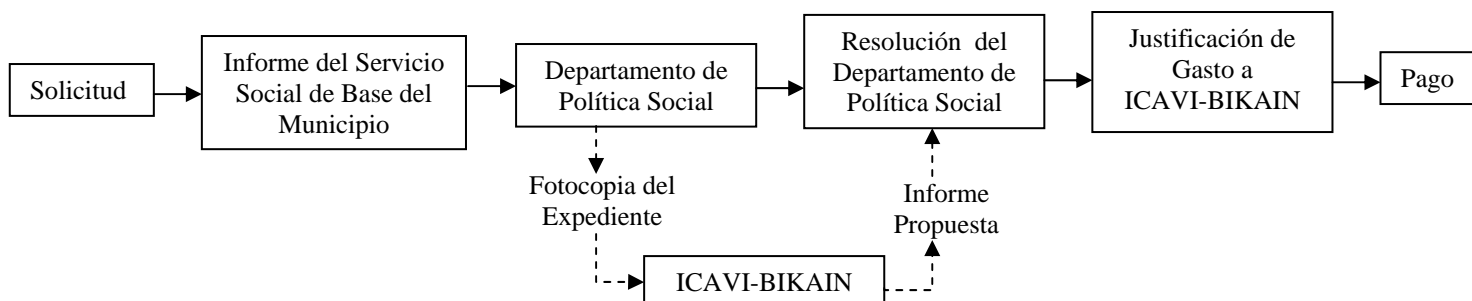 Solicitud
Informe del Servicio
Social de Base del
Municipio
Departamento de
Política Social
Resolución del
Departamento de
Política Social
Justificación de
Gasto a
ICAVI-BIKAIN
Pago
Fotocopia del
Expediente
ICAVI-BIKAIN
Informe
Propuesta